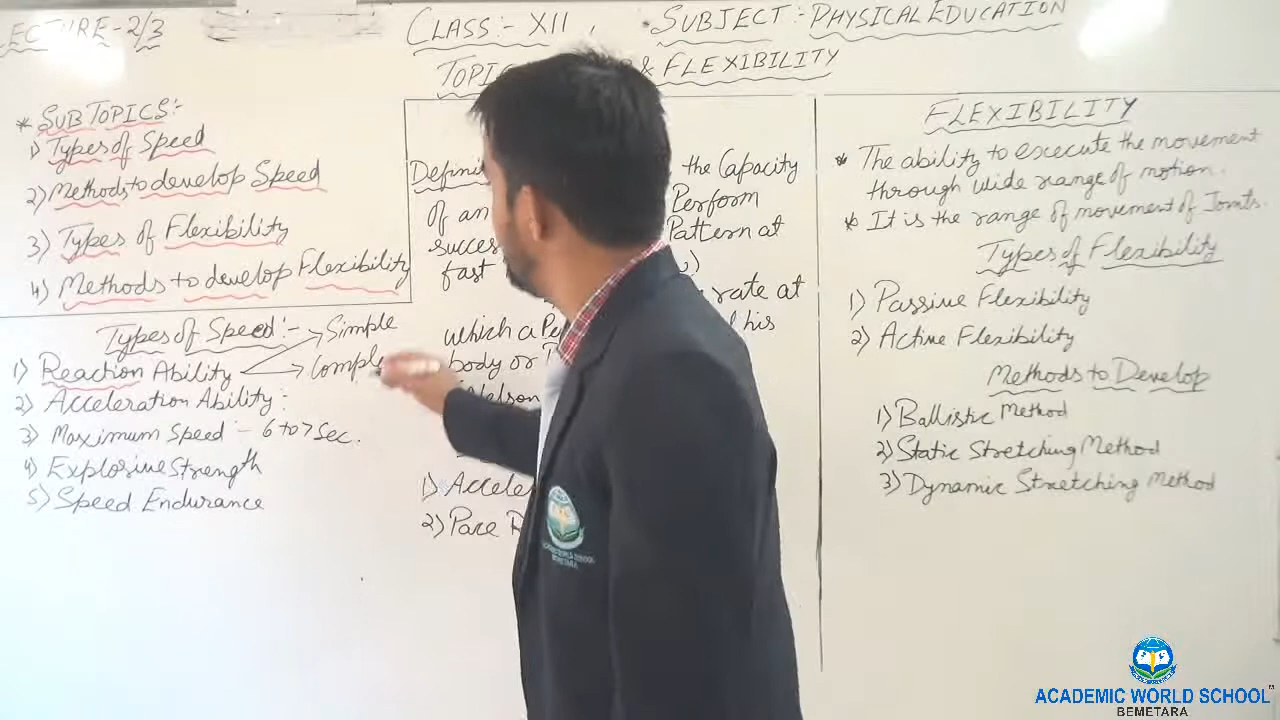 LECTURE-2/3
CLASS:- XII, SUBJECT:- PHYSICAL EDUCATION
& FLEXIBILITY
* SUB TOPICS:-
1) Types of Speed
2) Methods to develop Speed
3) Types of Flexibility
4) Methods to develop Flexibility
Types of Speed:-
1) Reaction Ability
Simple
2) Acceleration Ability:
3) Maximum Speed - 6 to 7 Sec.
4) Explosive Strength
5) Speed Endurance
the Capacity
of an Perform
Pattern at
fast
rate at
which a his
body or
1).
2) Pace
FLEXIBILITY
* The ability to execute the movement
through wide range of motion.
* It is the range of movement of Joints.
Types of Flexibility
1) Passive Flexibility
2) Active Flexibility
Methods to Develop
1) Ballistic Method
2) Static Stretching Method
3) Dynamic Stretching Method
ACADEMIC WORLD SCHOOL
BEMETARA